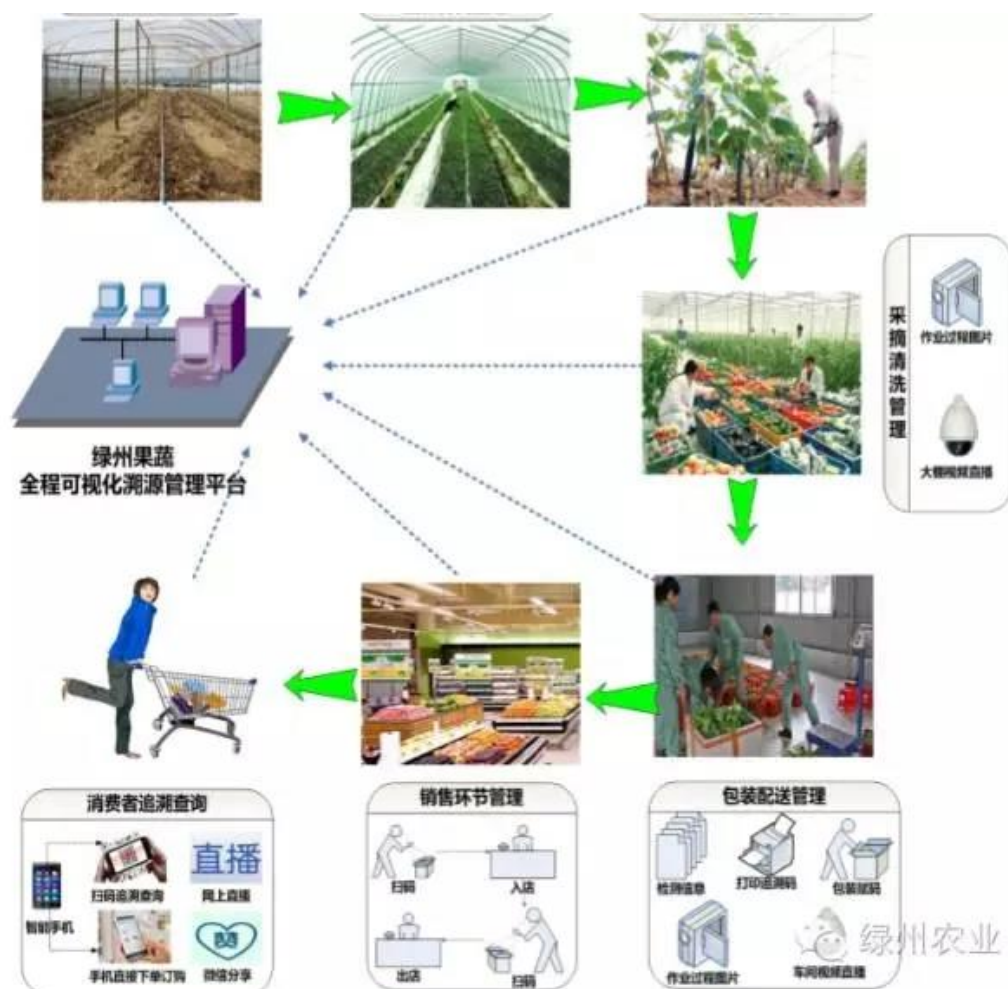 采摘清洗管理
作业过程图片
大棚视频直播
绿州果蔬
全程可视化溯源管理平台
消费者追溯查询
智能手机
扫码追溯查询
直播
网上直播
手机直接下单订购
微信分享
销售环节管理
扫码
入店
出店
扫码
包装配送管理
检测信息
打印追溯码
包装赋码
作业过程图片
车间视频直播
绿州农业